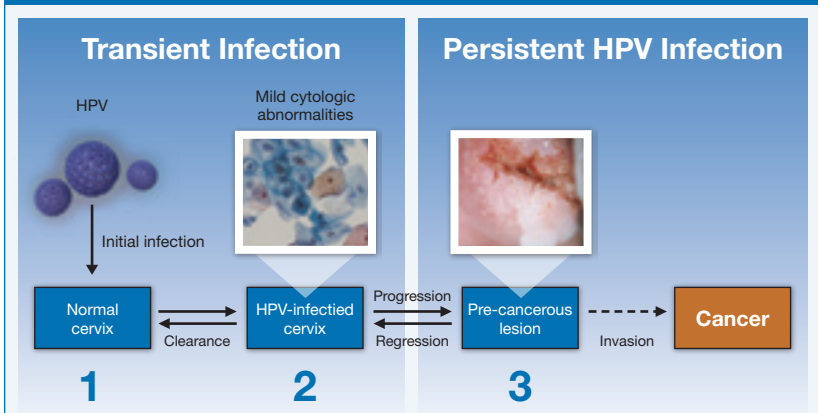 Transient Infection
Persistent HPV Infection
HPV
Mild cytologic
abnormalities
Initial infection
Normal
cervix
Clearance
HPV-infectied
cervix
Progression
Regression
Pre-cancerous
lesion
Invasion
Cancer
1
2
3